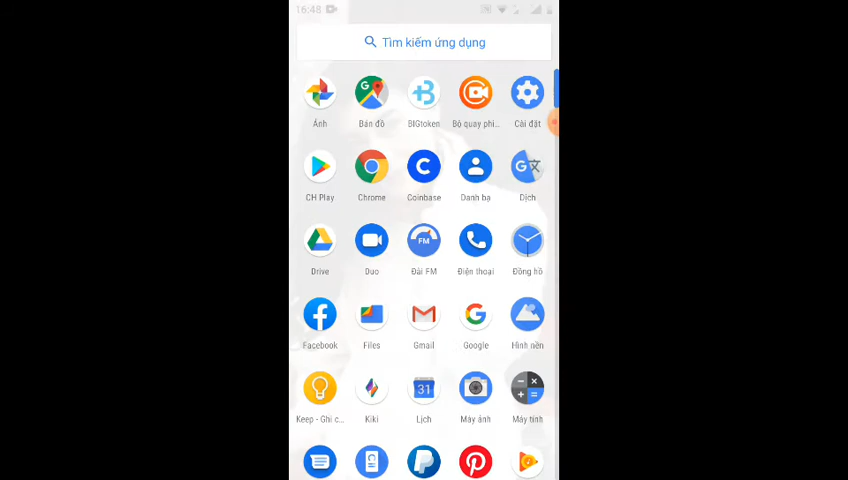 16:48
Tìm kiếm ứng dụng
Ảnh
Bản đồ
BIGtoken
Bộ quay phi...
Cài đặt
CH Play
Chrome
Coinbase
Danh bạ
Dịch
Drive
Duo
FM
Đài FM
Điện thoại
Đồng hồ
Facebook
Files
Gmail
Google
Hình nền
31
Keep - Ghi c...
Kiki
Lịch
Máy ảnh
Máy tính